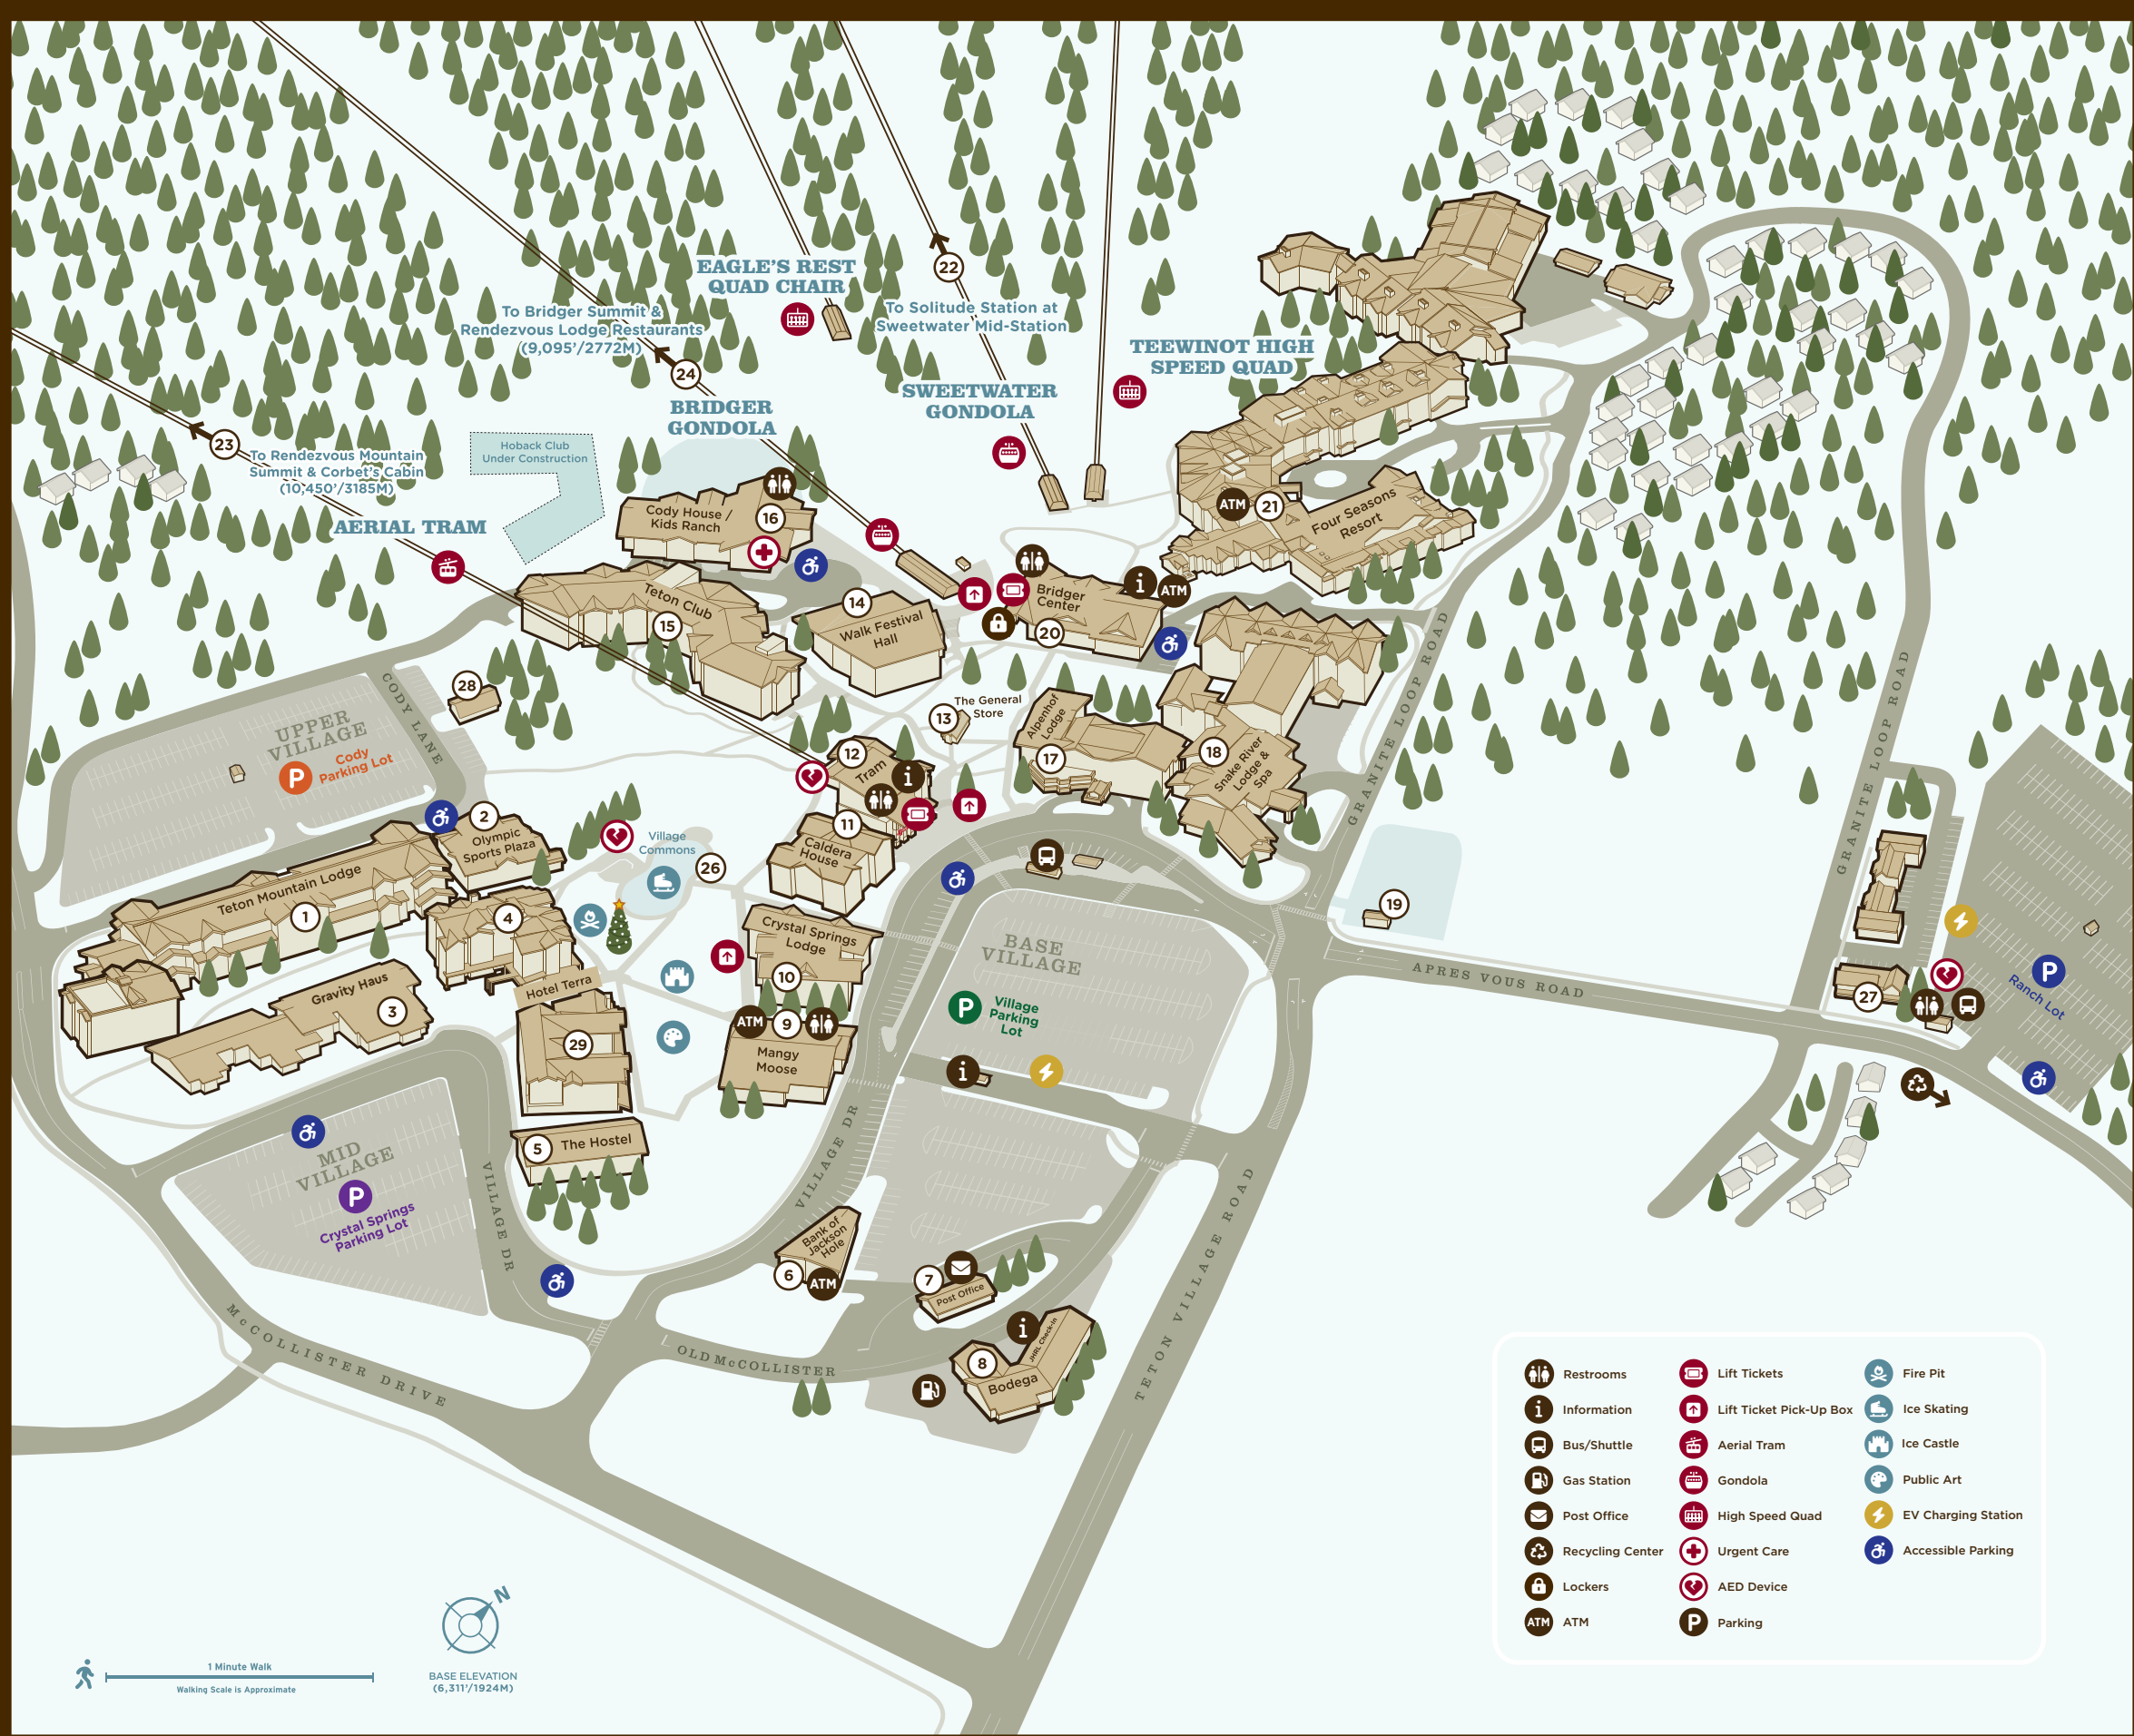 EAGLE'S REST
QUAD CHAIR
22
To Solitude Station at
Sweetwater Mid-Station
To Bridger Summit &
Rendezvous Lodge Restaurants
(9,095'/2772M)
24
TEEWINOT HIGH
SPEED QUAD
SWEETWATER
GONDOLA
BRIDGER
GONDOLA
23
To Rendezvous Mountain
Summit & Corbet's Cabin
(10,450'/3185M)
Hoback Club
Under Construction
AERIAL TRAM
Cody House /
Kids Ranch
16
ATM
21
Four Seasons
Resort
Teton Club
15
14
Walk Festival
Hall
Bridger
Center
20
i
ATM
28
CODY LANE
UPPER
VILLAGE
P
Cody
Parking Lot
13
The General
Store
12
Tram
i
Alpenhof
Lodge
17
18
Snake River
Lodge &
Spa
GRANITE LOOP ROAD
GRANITE LOOP ROAD
2
Olympic
Sports Plaza
Village
Commons
26
11
Caldera
House
Teton Mountain Lodge
1
4
Crystal Springs
Lodge
10
BASE
VILLAGE
P
Village
Parking
Lot
19
APRES VOUS ROAD
27
P
Ranch Lot
Gravity Haus
3
Hotel Terra
29
ATM
9
Mangy
Moose
i
5
The Hostel
MID
VILLAGE
P
Crystal Springs
Parking Lot
VILLAGE DR
VILLAGE DR
Bank of
Jackson
Hole
6
ATM
7
Post Office
i
JHRL Check-In
8
Bodega
TETON VILLAGE ROAD
McCOLLISTER DRIVE
OLD McCOLLISTER
Restrooms
i Information
Bus/Shuttle
Gas Station
Post Office
Recycling Center
Lockers
ATM ATM
Lift Tickets
Lift Ticket Pick-Up Box
Aerial Tram
Gondola
High Speed Quad
Urgent Care
AED Device
P Parking
Fire Pit
Ice Skating
Ice Castle
Public Art
EV Charging Station
Accessible Parking
1 Minute Walk
Walking Scale is Approximate
N
BASE ELEVATION
(6,311'/1924M)